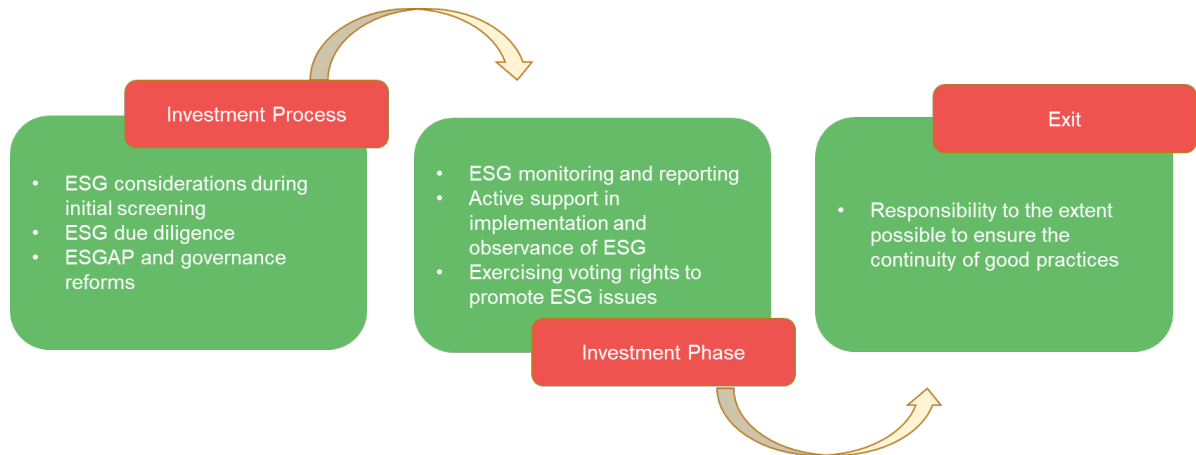 Investment Process
• ESG considerations during
initial screening
• ESG due diligence
• ESGAP and governance
reforms
• ESG monitoring and reporting
• Active support in
implementation and
observance of ESG
• Exercising voting rights to
promote ESG issues
Investment Phase
Exit
• Responsibility to the extent
possible to ensure the
continuity of good practices